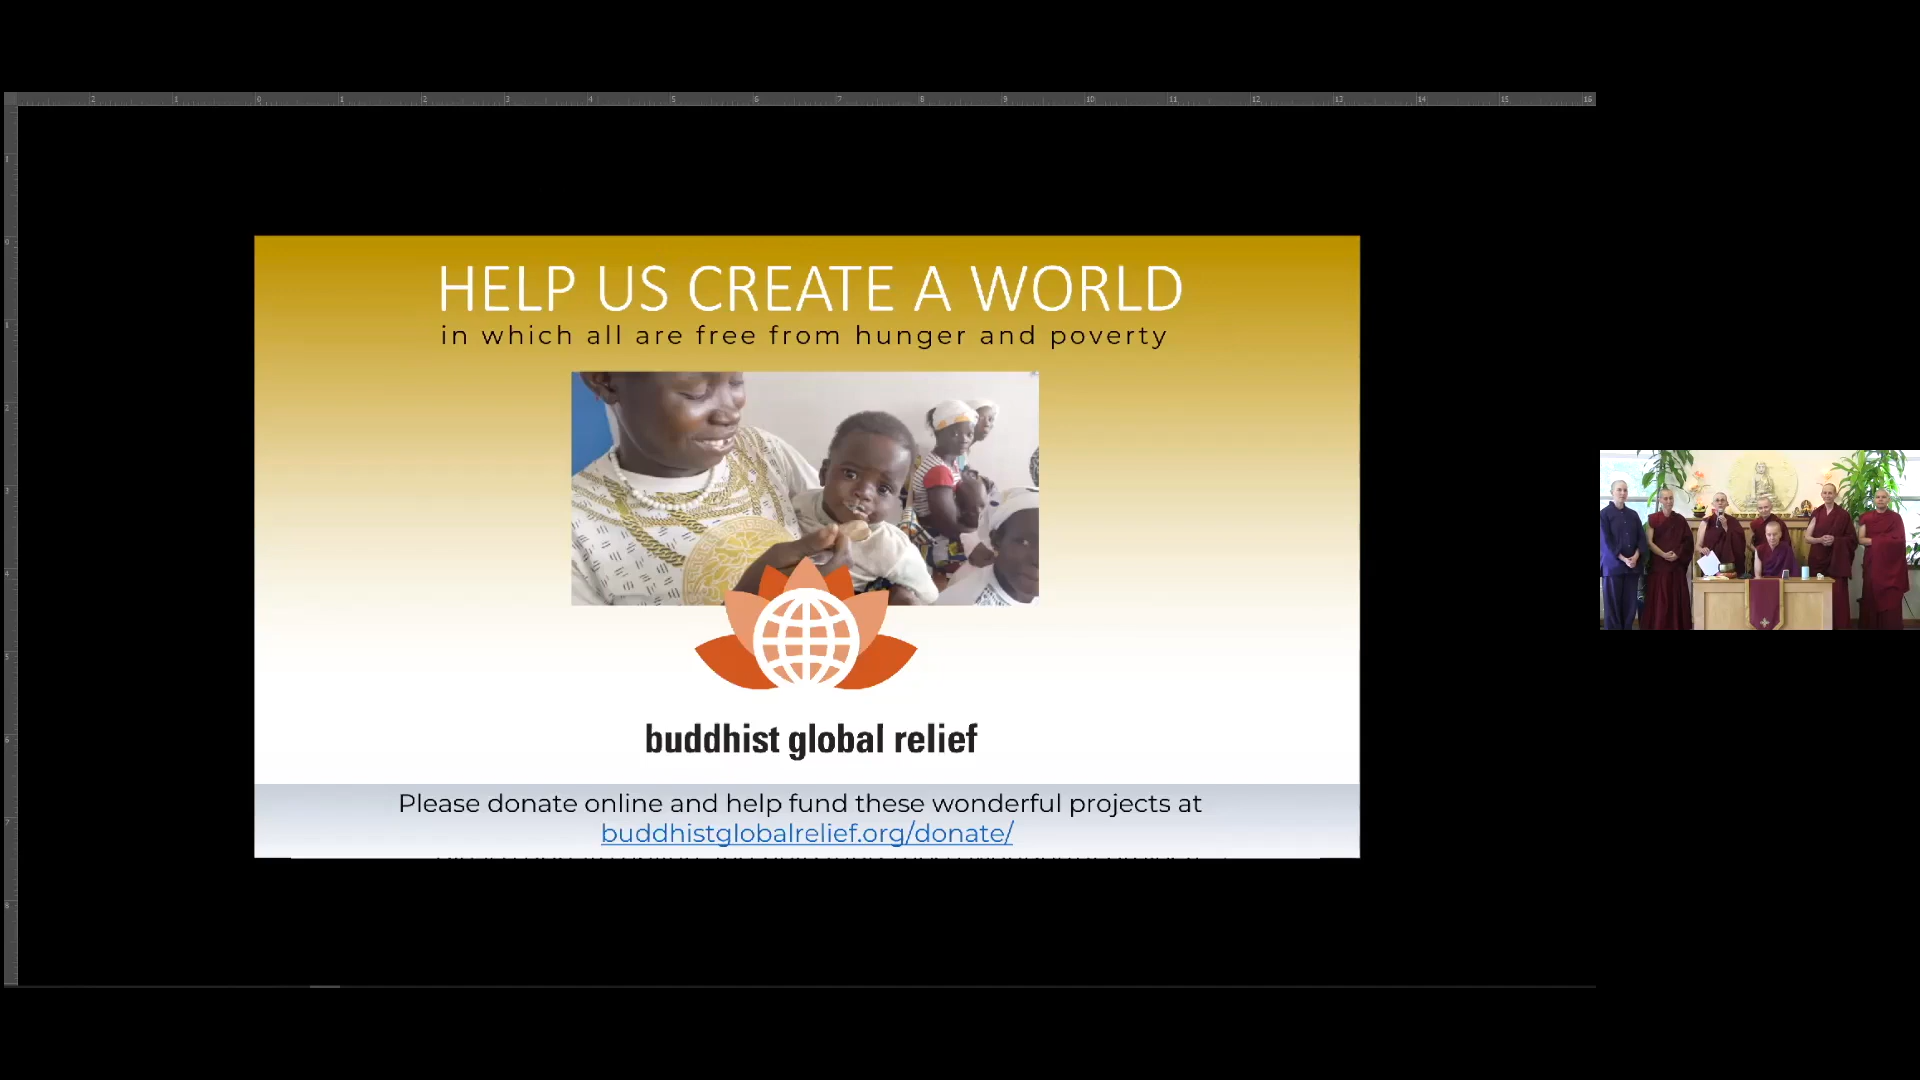 HELP US CREATE A WORLD
in which all are free from hunger and poverty
buddhist global relief
Please donate online and help fund these wonderful projects at
buddhistglobalrelief.org/donate/